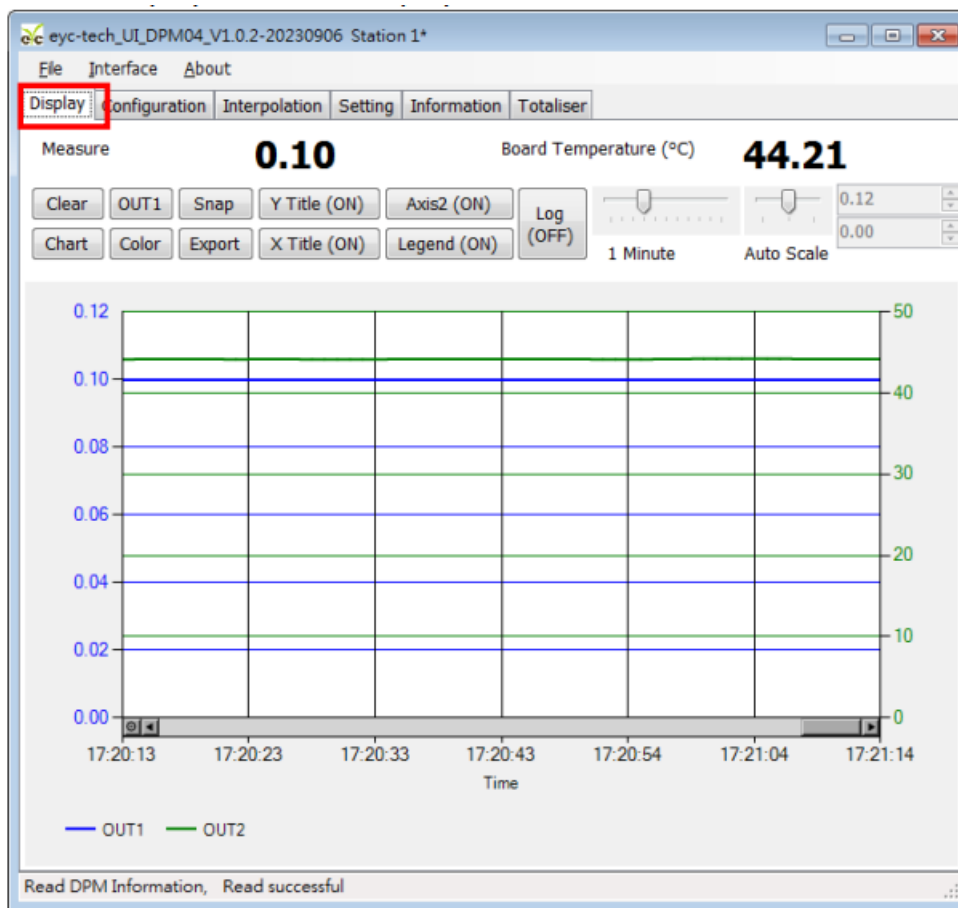 eyc-tech_UI_DPM04_V1.0.2-20230906 Station 1*
File Interface About
Display Configuration Interpolation Setting Information Totaliser
Measure 0.10 Board Temperature (°C) 44.21
Clear OUT1 Snap Y Title (ON) Axis2 (ON) Log (OFF) 0.12
Chart Color Export X Title (ON) Legend (ON) 1 Minute Auto Scale 0.00
0.12 50
0.10 40
0.08 30
0.06 20
0.04 10
0.02
0.00 0
17:20:13 17:20:23 17:20:33 17:20:43 17:20:54 17:21:04 17:21:14
Time
OUT1 OUT2
Read DPM Information, Read successful